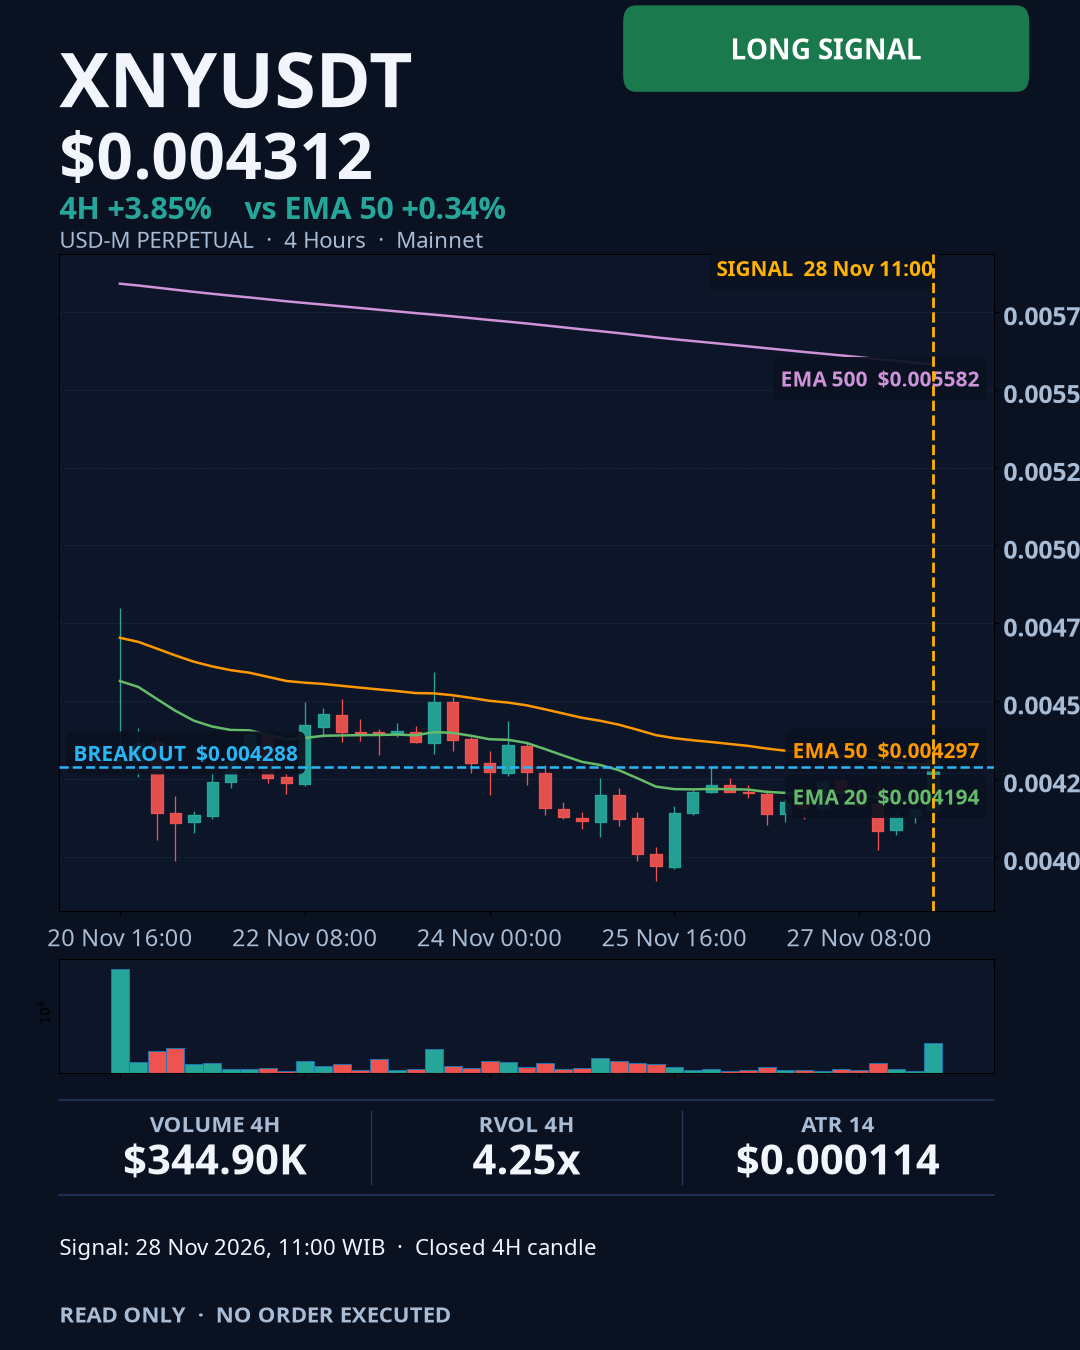 LONG SIGNAL
XNYUSDT
$0.004312
4H +3.85% vs EMA 50 +0.34%
USD-M PERPETUAL · 4 Hours · Mainnet
SIGNAL 28 Nov 11:00
0.0057
EMA 500 $0.005582
0.0055
0.0052
0.0050
0.0047
0.0045
BREAKOUT $0.004288
EMA 50 $0.004297
0.0042
EMA 20 $0.004194
0.0040
20 Nov 16:00 22 Nov 08:00 24 Nov 00:00 25 Nov 16:00 27 Nov 08:00
10⁶
VOLUME 4H RVOL 4H ATR 14
$344.90K 4.25x $0.000114
Signal: 28 Nov 2026, 11:00 WIB · Closed 4H candle
READ ONLY · NO ORDER EXECUTED